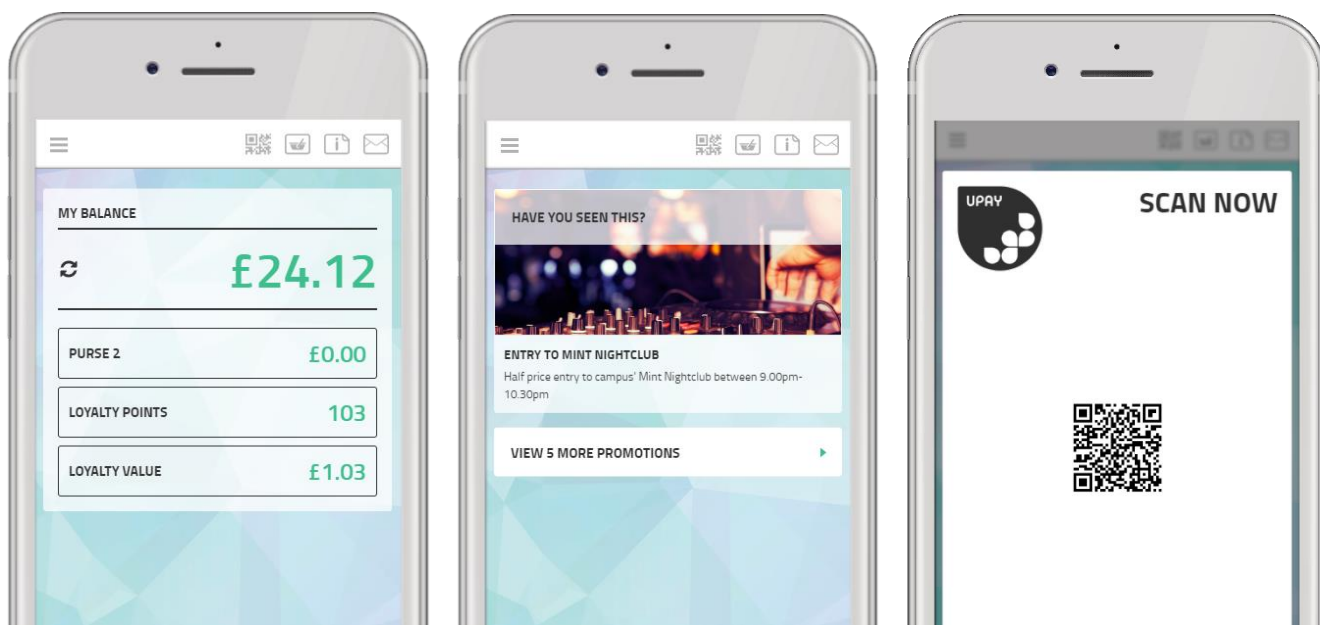 MY BALANCE
£24.12
PURSE 2 £0.00
LOYALTY POINTS 103
LOYALTY VALUE £1.03
HAVE YOU SEEN THIS?
ENTRY TO MINT NIGHTCLUB
Half price entry to campus' Mint Nightclub between 9.00pm-
10.30pm
VIEW 5 MORE PROMOTIONS
UPAY
SCAN NOW